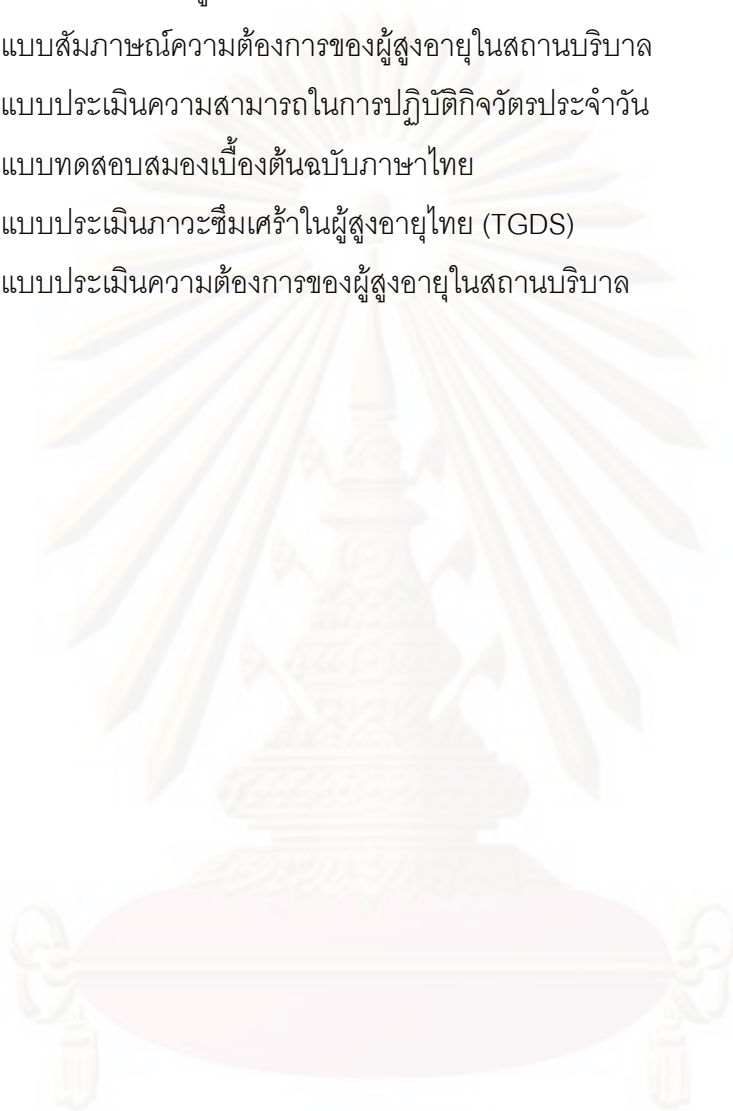 แบบสัมภาษณ์ความต้องการของผู้สูงอายุในสถานบริบาล
แบบประเมินความสามารถในการปฏิบัติกิจวัตรประจำวัน
แบบทดสอบสมองเบื้องต้นฉบับภาษาไทย
แบบประเมินภาวะซึมเศร้าในผู้สูงอายุไทย (TGDS)
แบบประเมินความต้องการของผู้สูงอายุในสถานบริบาล